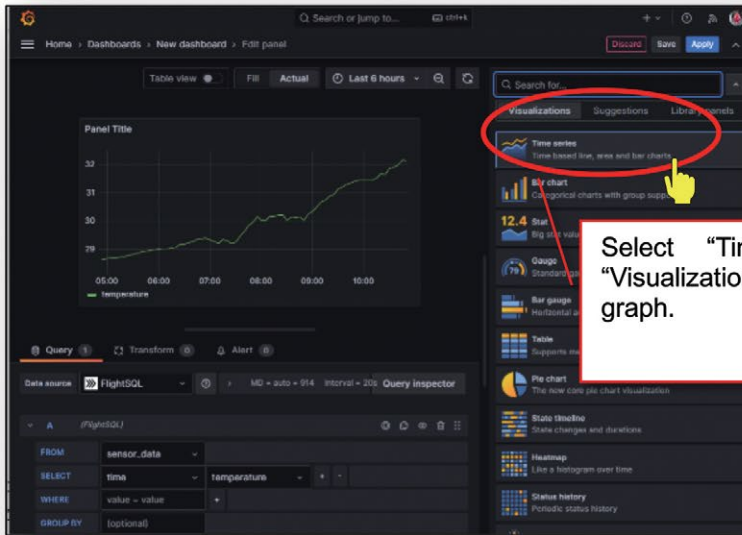 Search or jump to... ctrl+k
Home > Dashboards > New dashboard > Edit panel
Discard Save Apply
Table view Fill Actual Last 6 hours
Search for...
Visualizations Suggestions Library panels
Panel Title
32
31
30
29
05:00 06:00 07:00 08:00 09:00 10:00
temperature
Time series
Time based line, area and bar charts
Bar chart
Categorical charts with group
12.4 Stat
Big stat
Gauge
79 Standard
Bar gauge
Horizontal
Table
Supports
Pie chart
The new core pie chart visualization
State timeline
State changes and durations
Heatmap
Like a histogram over time
Status history
Periodic status history
Select
graph.
Query 1 Transform 0 Alert 0
Data source FlightSQL MD = auto = 914 Interval = 20s Query inspector
A (FlightSQL)
FROM sensor_data
SELECT time temperature + -
WHERE value = value +
GROUP BY (optional)